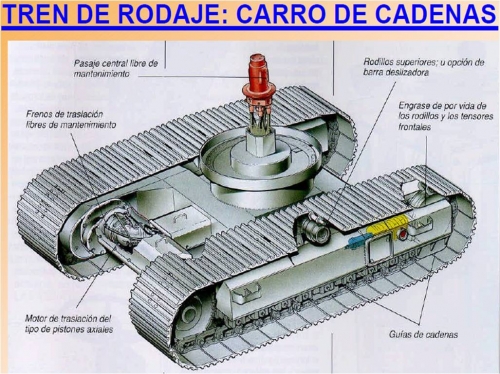 TREN DE RODAJE: CARRO DE CADENAS
Pasaje central libre de
mantenimiento
Rodillos superiores; u opción de
barra deslizadora
Frenos de traslación
libres de mantenimiento
Engrase de por vida de
los rodillos y los tensores
frontales
Motor de traslación del
tipo de pistones axiales
Guías de cadenas